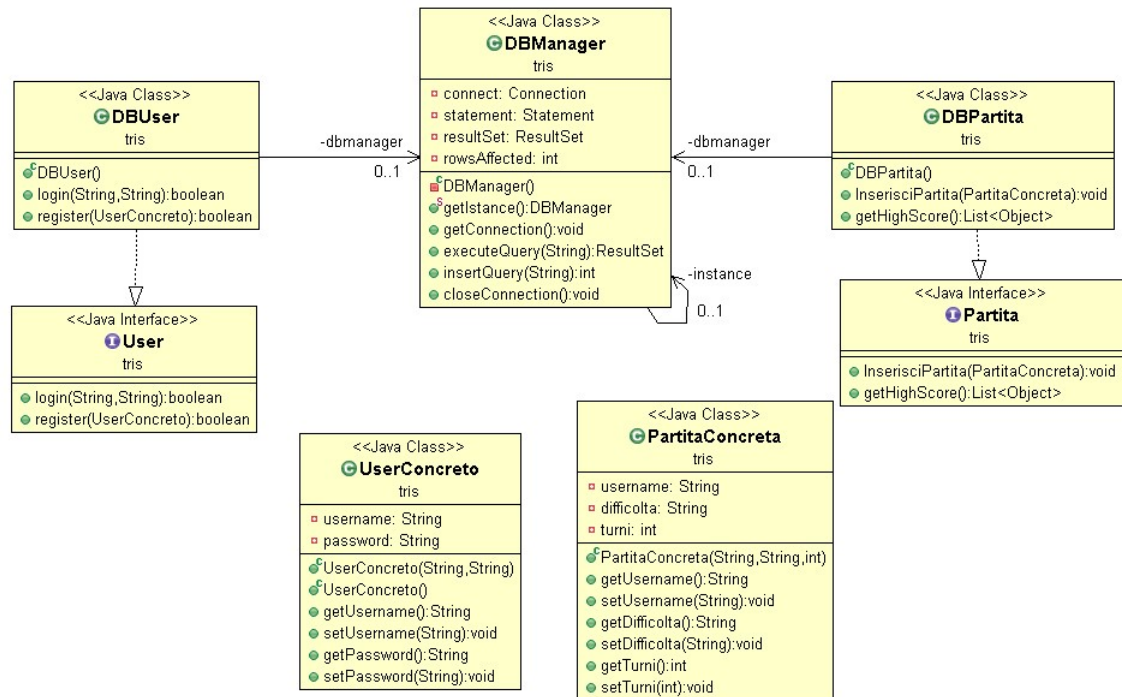 <<Java Class>>
DBManager
tris
connect: Connection
statement: Statement
resultSet: ResultSet
rowsAffected: int
DBManager()
getIstance():DBManager
getConnection():void
executeQuery(String):ResultSet
insertQuery(String):int
closeConnection():void
<<Java Class>>
DBUser
tris
DBUser()
login(String,String):boolean
register(UserConcreto):boolean
-dbmanager
0..1
<<Java Class>>
DBPartita
tris
DBPartita()
InserisciPartita(PartitaConcreta):void
getHighScore():List<Object>
-dbmanager
0..1
-instance
0..1
<<Java Interface>>
User
tris
login(String,String):boolean
register(UserConcreto):boolean
<<Java Interface>>
Partita
tris
InserisciPartita(PartitaConcreta):void
getHighScore():List<Object>
<<Java Class>>
UserConcreto
tris
username: String
password: String
UserConcreto(String,String)
UserConcreto()
getUsername():String
setUsername(String):void
getPassword():String
setPassword(String):void
<<Java Class>>
PartitaConcreta
tris
username: String
difficolta: String
turni: int
PartitaConcreta(String,String,int)
getUsername():String
setUsername(String):void
getDifficolta():String
setDifficolta(String):void
getTurni():int
setTurni(int):void